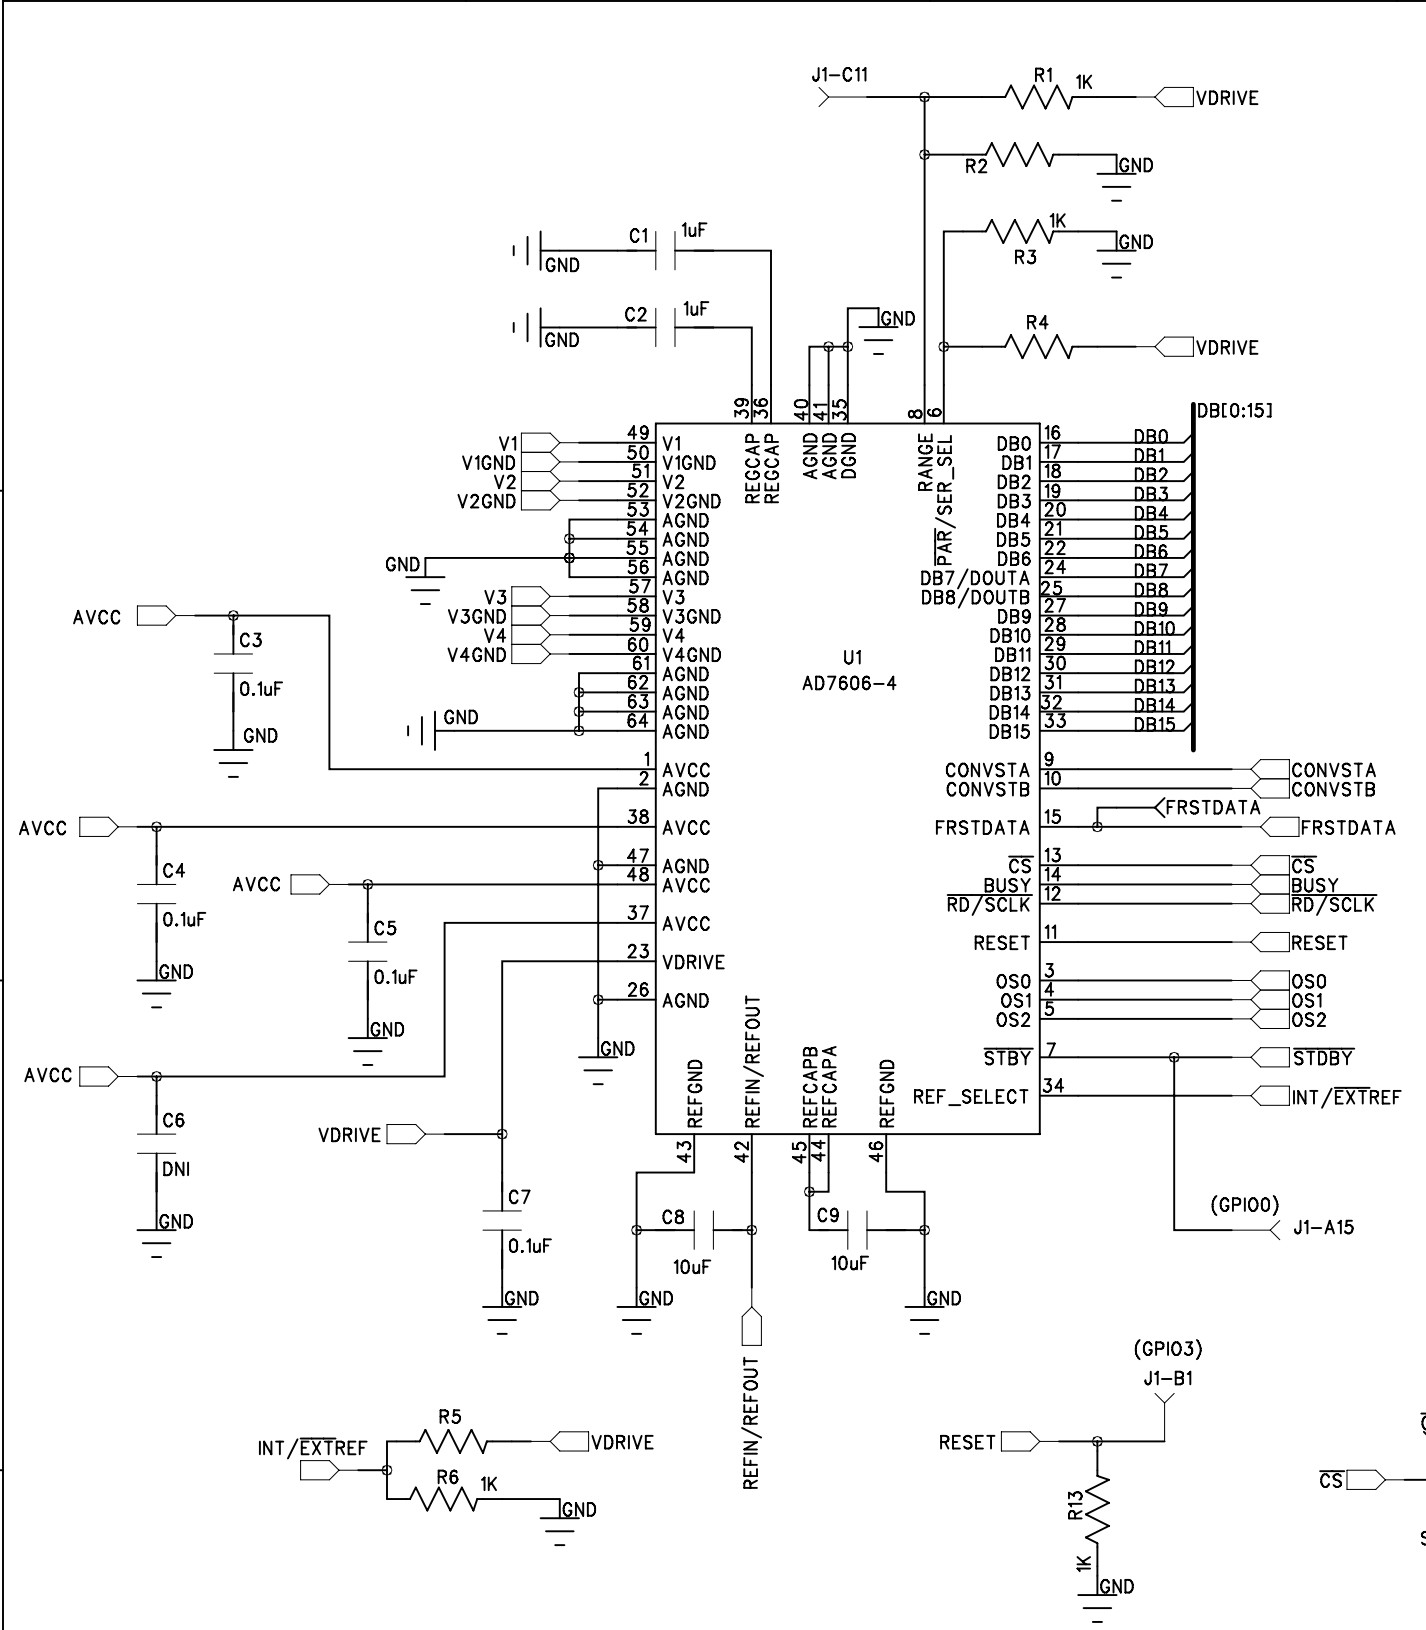 J1-C11
R1
1K
VDRIVE
R2
GND
1K
R3
GND
C1
1uF
GND
C2
1uF
GND
GND
R4
VDRIVE
39
36
40
41
35
8
6
DB[0:15]
REGCAP
REGCAP
AGND
AGND
DGND
RANGE
PAR/SER_SEL
V1
49
V1
V1GND
50
V1GND
V2
51
V2
V2GND
52
V2GND
53
AGND
54
AGND
GND
55
AGND
56
AGND
V3
57
V3
V3GND
58
V3GND
V4
59
V4
V4GND
60
V4GND
61
AGND
62
AGND
63
AGND
GND
64
AGND
DB0
16
DB0
DB1
17
DB1
DB2
18
DB2
DB3
19
DB3
DB4
20
DB4
DB5
21
DB5
DB6
22
DB6
DB7/DOUTA
24
DB7
DB8/DOUTB
25
DB8
DB9
27
DB9
DB10
28
DB10
DB11
29
DB11
DB12
30
DB12
DB13
31
DB13
DB14
32
DB14
DB15
33
DB15
U1
AD7606-4
AVCC
C3
0.1uF
GND
1
AVCC
2
AGND
AVCC
38
AVCC
C4
0.1uF
GND
47
AGND
AVCC
48
AVCC
C5
0.1uF
GND
37
AVCC
23
VDRIVE
26
AGND
GND
CONVSTA
9
CONVSTA
CONVSTB
10
CONVSTB
FRSTDATA
FRSTDATA
15
FRSTDATA
CS
13
CS
BUSY
14
BUSY
RD/SCLK
12
RD/SCLK
RESET
11
RESET
OS0
3
OS0
OS1
4
OS1
OS2
5
OS2
STBY
7
STDBY
REF_SELECT
34
INT/EXTREF
AVCC
C6
DNI
GND
VDRIVE
C7
0.1uF
GND
REFGND
REFIN/REFOUT
REFCAPB
REFCAPA
REFGND
43
42
45
44
46
C8
10uF
GND
C9
10uF
GND
REFIN/REFOUT
(GPIO0)
J1-A15
(GPIO3)
J1-B1
RESET
R13
1K
GND
INT/EXTREF
R5
VDRIVE
R6
1K
GND
CS